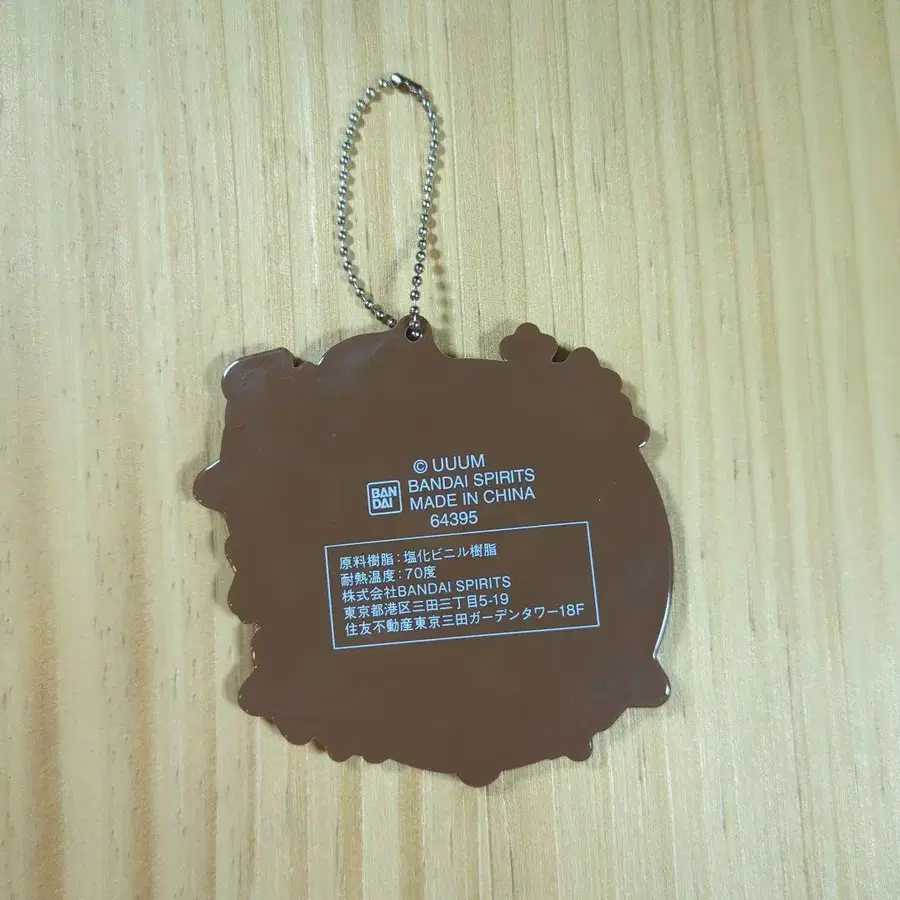 © UUUM
BANDAI SPIRITS
BAN
DAI
MADE IN CHINA
64395
原料樹脂:塩化ビニル樹脂
耐熱温度:70度
株式会社BANDAI SPIRITS
東京都港区三田三丁目5-19
住友不動産東京三田ガーデンタワー18F